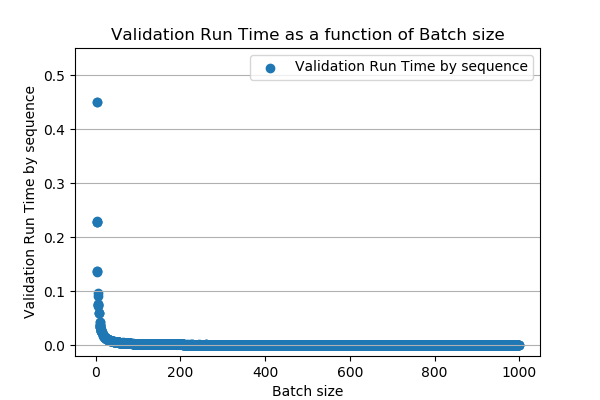 Validation Run Time as a function of Batch size
Validation Run Time by sequence
Validation Run Time by sequence
0.5
0.4
0.3
0.2
0.1
0.0
0 200 400 600 800 1000
Batch size